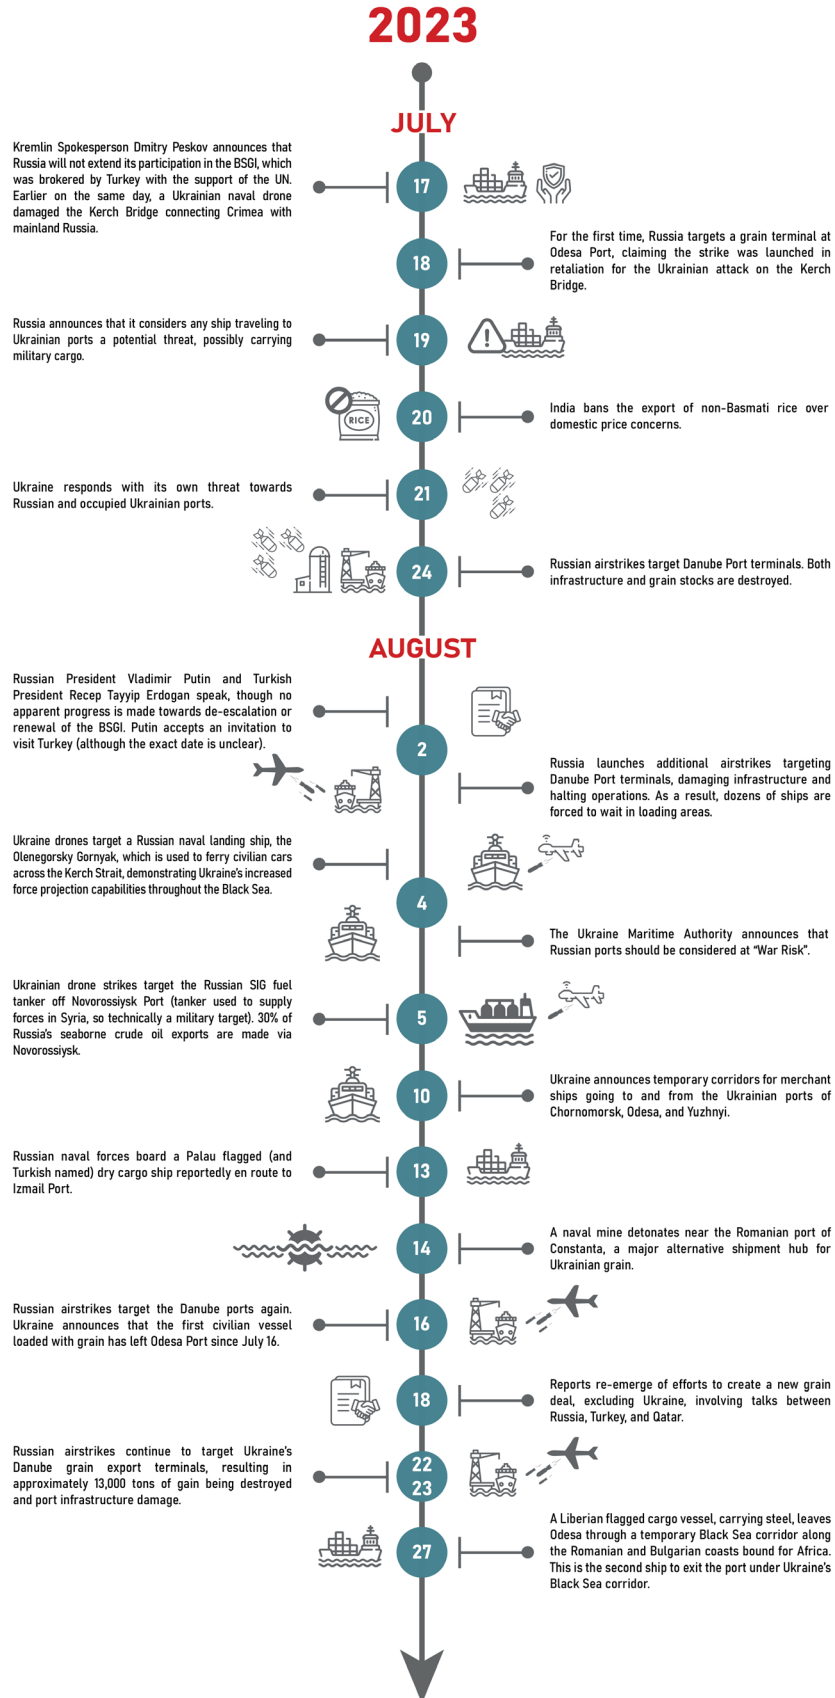 2023
JULY
Kremlin Spokesperson Dmitry Peskov announces that
Russia will not extend its participation in the BSGI, which
was brokered by Turkey with the support of the UN.
Earlier on the same day, a Ukrainian naval drone
damaged the Kerch Bridge connecting Crimea with
mainland Russia.
17
18
For the first time, Russia targets a grain terminal at
Odesa Port, claiming the strike was launched in
retaliation for the Ukrainian attack on the Kerch
Bridge.
Russia announces that it considers any ship traveling to
Ukrainian ports a potential threat, possibly carrying
military cargo.
19
RICE
20
India bans the export of non-Basmati rice over
domestic price concerns.
Ukraine responds with its own threat towards
Russian and occupied Ukrainian ports.
21
24
Russian airstrikes target Danube Port terminals. Both
infrastructure and grain stocks are destroyed.
AUGUST
Russian President Vladimir Putin and Turkish
President Recep Tayyip Erdogan speak, though no
apparent progress is made towards de-escalation or
renewal of the BSGI. Putin accepts an invitation to
visit Turkey (although the exact date is unclear).
2
Russia launches additional airstrikes targeting
Danube Port terminals, damaging infrastructure and
halting operations. As a result, dozens of ships are
forced to wait in loading areas.
Ukraine drones target a Russian naval landing ship, the
Olenegorsky Gornyak, which is used to ferry civilian cars
across the Kerch Strait, demonstrating Ukraine's increased
force projection capabilities throughout the Black Sea.
4
The Ukraine Maritime Authority announces that
Russian ports should be considered at “War Risk”.
Ukrainian drone strikes target the Russian SIG fuel
tanker off Novorossiysk Port (tanker used to supply
forces in Syria, so technically a military target). 30% of
Russia's seaborne crude oil exports are made via
Novorossiysk.
5
10
Ukraine announces temporary corridors for merchant
ships going to and from the Ukrainian ports of
Chornomorsk, Odesa, and Yuzhnyi.
Russian naval forces board a Palau flagged (and
Turkish named) dry cargo ship reportedly en route to
Izmail Port.
13
14
A naval mine detonates near the Romanian port of
Constanta, a major alternative shipment hub for
Ukrainian grain.
Russian airstrikes target the Danube ports again.
Ukraine announces that the first civilian vessel
loaded with grain has left Odesa Port since July 16.
16
18
Reports re-emerge of efforts to create a new grain
deal, excluding Ukraine, involving talks between
Russia, Turkey, and Qatar.
Russian airstrikes continue to target Ukraine's
Danube grain export terminals, resulting in
approximately 13,000 tons of gain being destroyed
and port infrastructure damage.
22
23
27
A Liberian flagged cargo vessel, carrying steel, leaves
Odesa through a temporary Black Sea corridor along
the Romanian and Bulgarian coasts bound for Africa.
This is the second ship to exit the port under Ukraine's
Black Sea corridor.